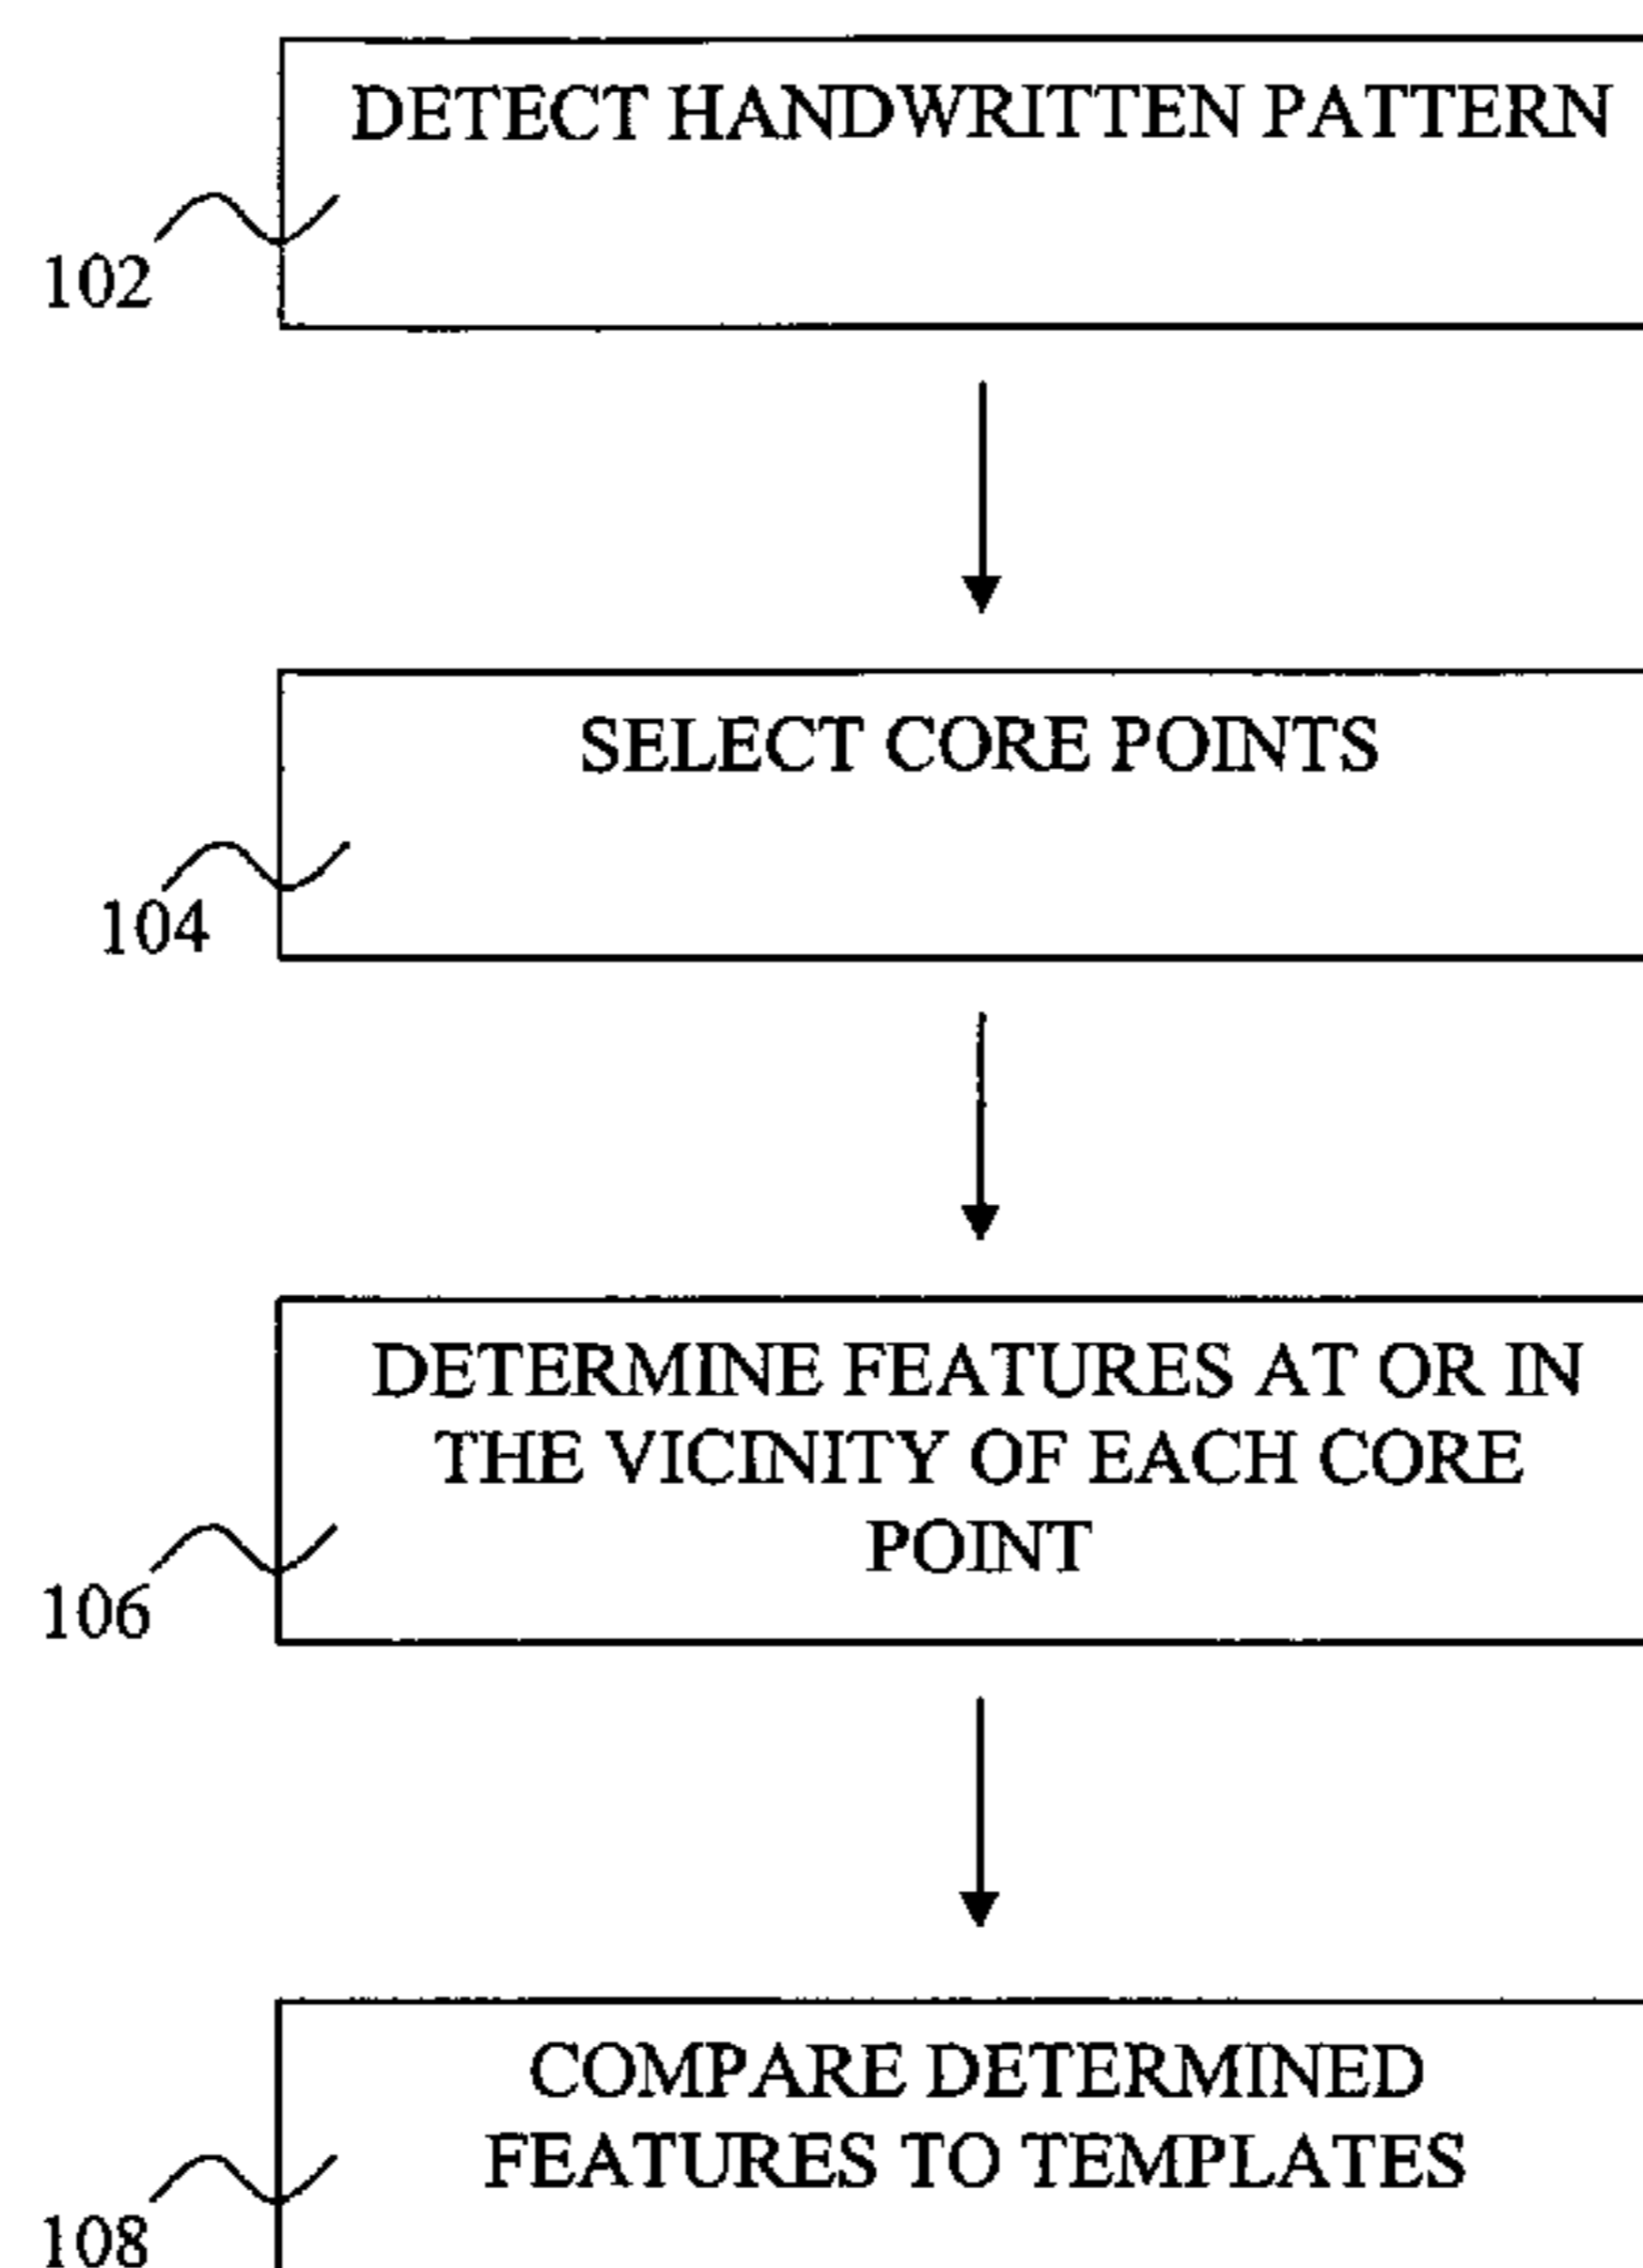 DETECT HANDWRITTEN PATTERN
102
SELECT CORE POINTS
104
DETERMINE FEATURES AT OR IN
THE VICINITY OF EACH CORE
POINT
106
COMPARE DETERMINED
FEATURES TO TEMPLATES
108